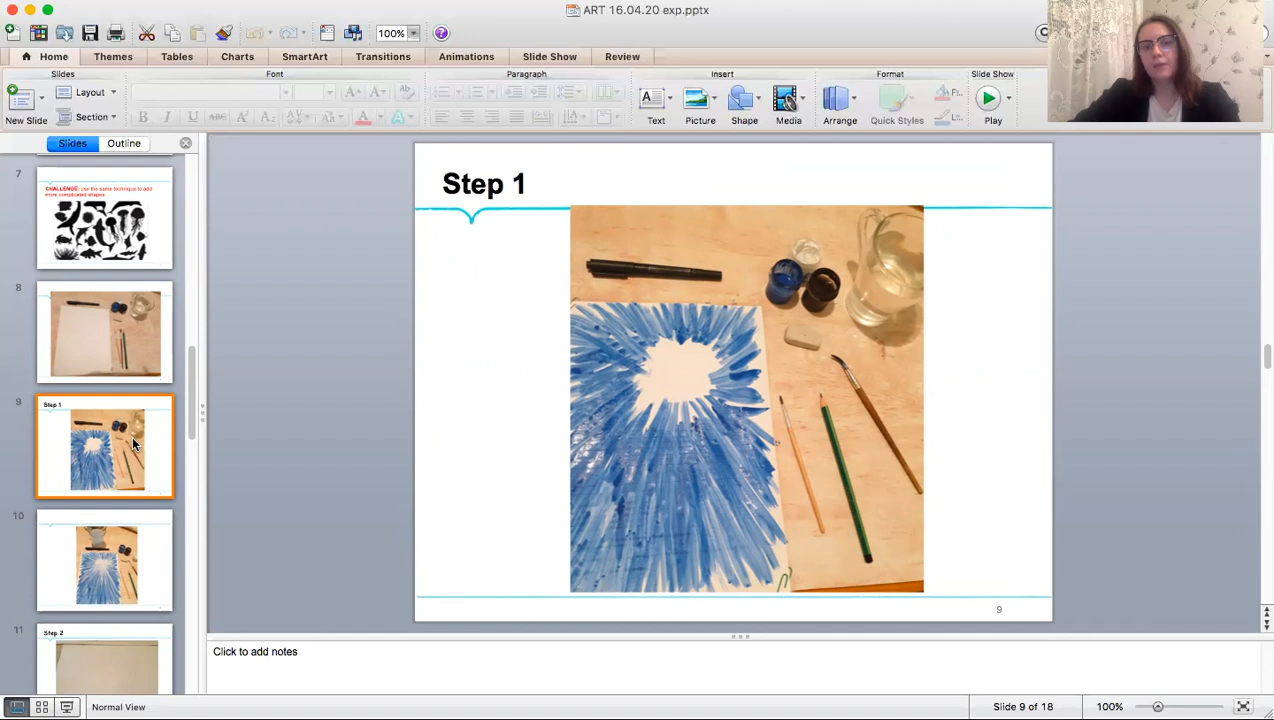 ART 16.04.20 exp.pptx
100%
Home
Themes
Tables
Charts
SmartArt
Transitions
Animations
Slide Show
Review
Slides
Font
Paragraph
Insert
Format
Slide Show
New Slide
Layout
Section
Text
Picture
Shape
Media
Arrange
Quick Styles
Play
Slides
Outline
7
CHALLENGE: Use the same technique to add
more complicated shapes
8
9
Step 1
10
11
Step 2
Step 1
9
Click to add notes
Normal View
Slide 9 of 18
100%